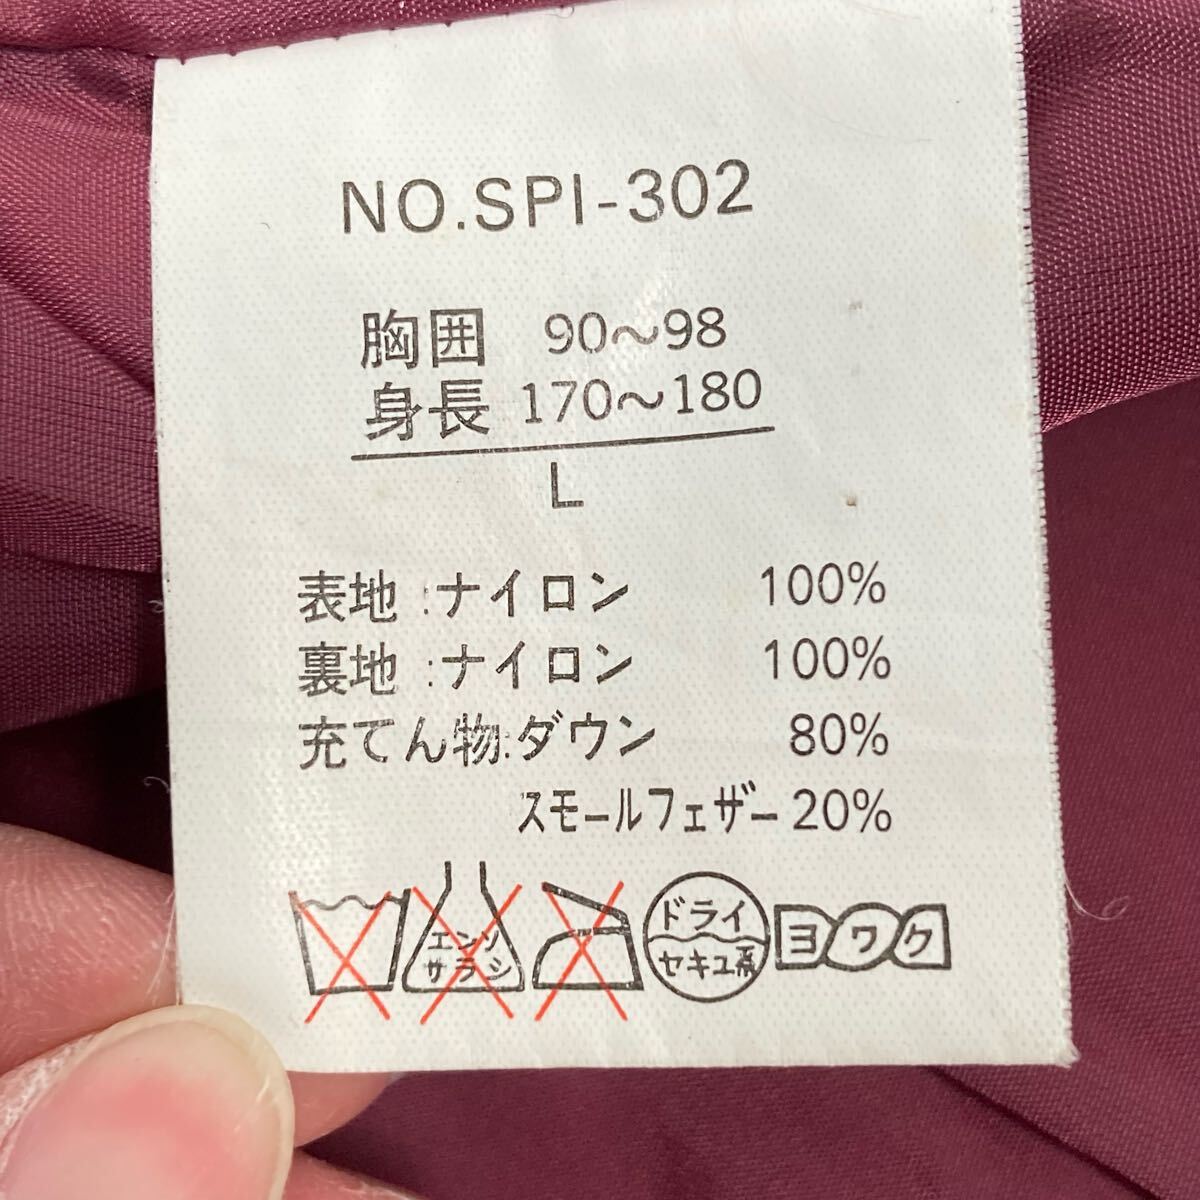 NO.SPI-302
胸囲 90～98
身長 170～180
L
表地:ナイロン 100%
裏地:ナイロン 100%
充てん物:ダウン 80%
スモールフェザー 20%
エンソ
サラシ
ドライ
セキユ系
ヨワク